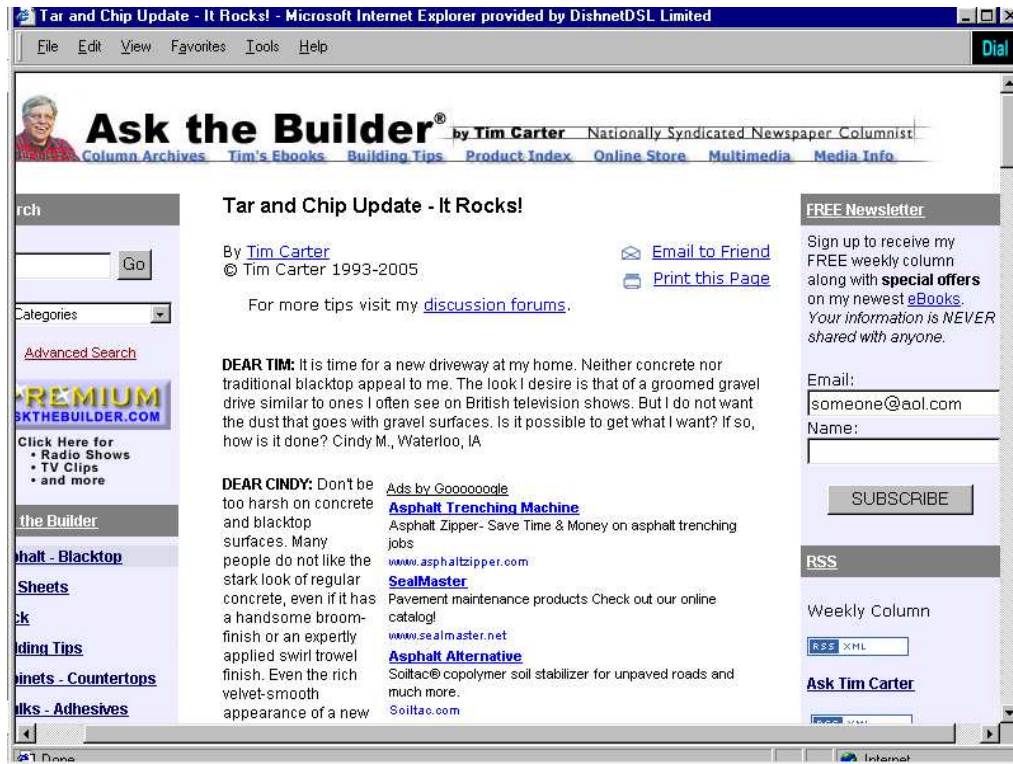 Tar and Chip Update - It Rocks! - Microsoft Internet Explorer provided by DishnetDSL Limited
File Edit View Favorites Tools Help
Dial
Ask the Builder® by Tim Carter Nationally Syndicated Newspaper Columnist
Column Archives Tim's Ebooks Building Tips Product Index Online Store Multimedia Media Info
rch
Go
Categories
Advanced Search
PREMIUM
SKTHEBUILDER.COM
Click Here for
• Radio Shows
• TV Clips
• and more
the Builder
phalt - Blacktop
Sheets
ck
lding Tips
binets - Countertops
ulks - Adhesives
Tar and Chip Update - It Rocks!
By Tim Carter
© Tim Carter 1993-2005
Email to Friend
Print this Page
For more tips visit my discussion forums.
DEAR TIM: It is time for a new driveway at my home. Neither concrete nor
traditional blacktop appeal to me. The look I desire is that of a groomed gravel
drive similar to ones I often see on British television shows. But I do not want
the dust that goes with gravel surfaces. Is it possible to get what I want? If so,
how is it done? Cindy M., Waterloo, IA
DEAR CINDY: Don't be
too harsh on concrete
and blacktop
surfaces. Many
people do not like the
stark look of regular
concrete, even if it has
a handsome broom-
finish or an expertly
applied swirl trowel
finish. Even the rich
velvet-smooth
appearance of a new
Ads by Goooooogle
Asphalt Trenching Machine
Asphalt Zipper- Save Time & Money on asphalt trenching
jobs
www.asphaltzipper.com
SealMaster
Pavement maintenance products Check out our online
catalog!
www.sealmaster.net
Asphalt Alternative
Soiltac® copolymer soil stabilizer for unpaved roads and
much more.
Soiltac.com
FREE Newsletter
Sign up to receive my
FREE weekly column
along with special offers
on my newest eBooks.
Your information is NEVER
shared with anyone.
Email:
someone@aol.com
Name:
SUBSCRIBE
RSS
Weekly Column
RSS XML
Ask Tim Carter
RSS XML
Done
Internet